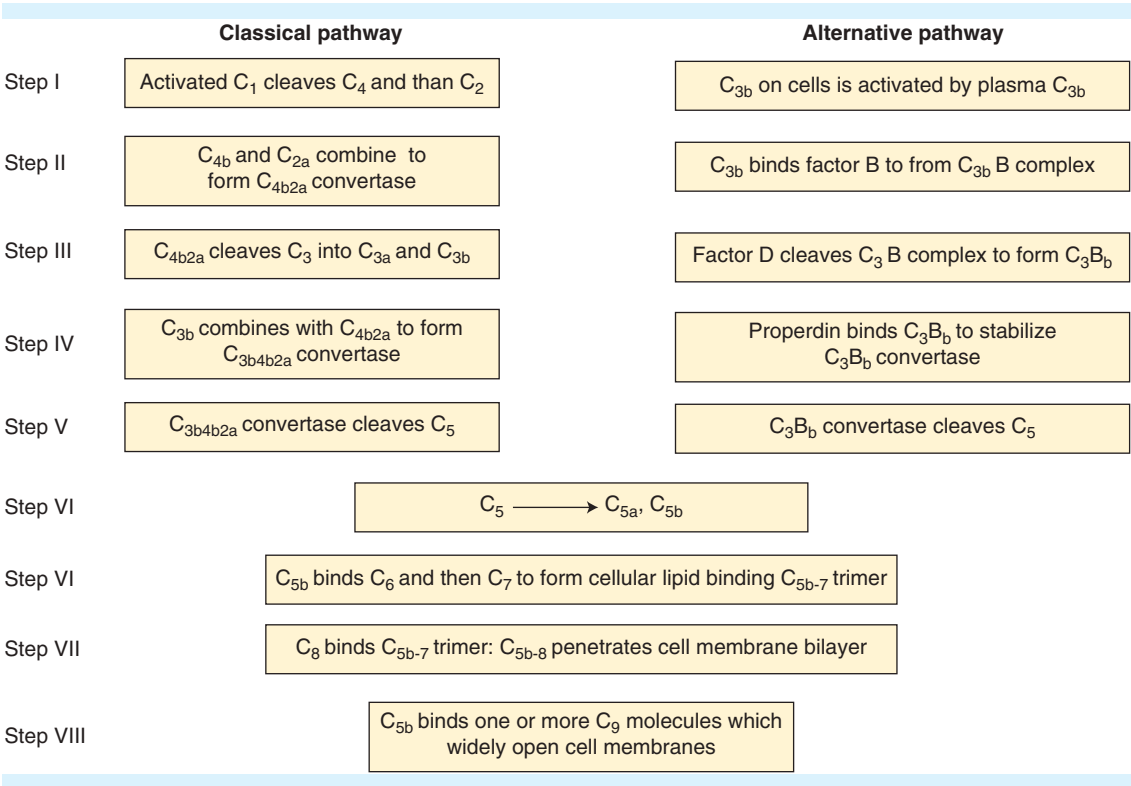 Classical pathway Alternative pathway
Step I Activated C1 cleaves C4 and than C2 C3b on cells is activated by plasma C3b
Step II C4b and C2a combine to
form C4b2a convertase C3b binds factor B to from C3b B complex
Step III C4b2a cleaves C3 into C3a and C3b Factor D cleaves C3 B complex to form C3Bb
Step IV C3b combines with C4b2a to form
C3b4b2a convertase Properdin binds C3Bb to stabilize
C3Bb convertase
Step V C3b4b2a convertase cleaves C5 C3Bb convertase cleaves C5
Step VI C5 → C5a, C5b
Step VI C5b binds C6 and then C7 to form cellular lipid binding C5b-7 trimer
Step VII C8 binds C5b-7 trimer: C5b-8 penetrates cell membrane bilayer
Step VIII C5b binds one or more C9 molecules which
widely open cell membranes